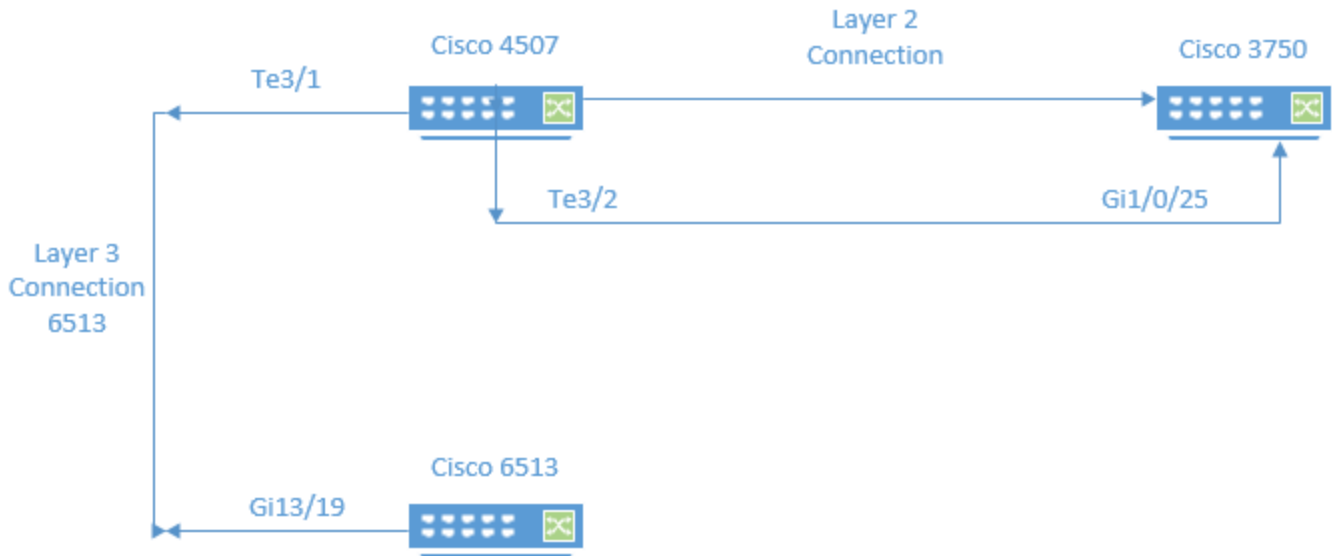 Layer 2
Connection
Cisco 4507
Cisco 3750
Te3/1
Te3/2
Gi1/0/25
Layer 3
Connection
6513
Cisco 6513
Gi13/19